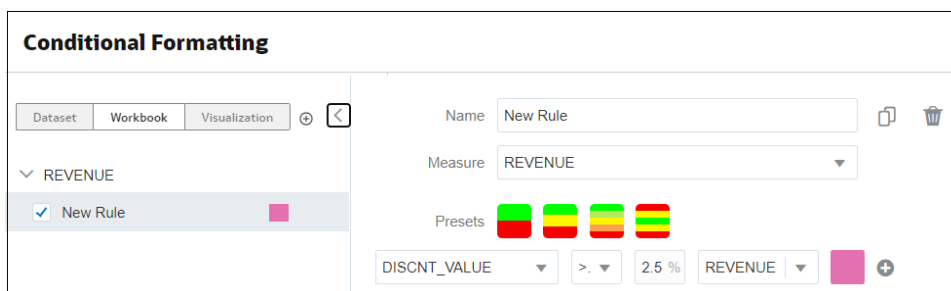 Conditional Formatting
Dataset Workbook Visualization
Name New Rule
Measure REVENUE
REVENUE
New Rule
Presets
DISCNT_VALUE >. 2.5 % REVENUE